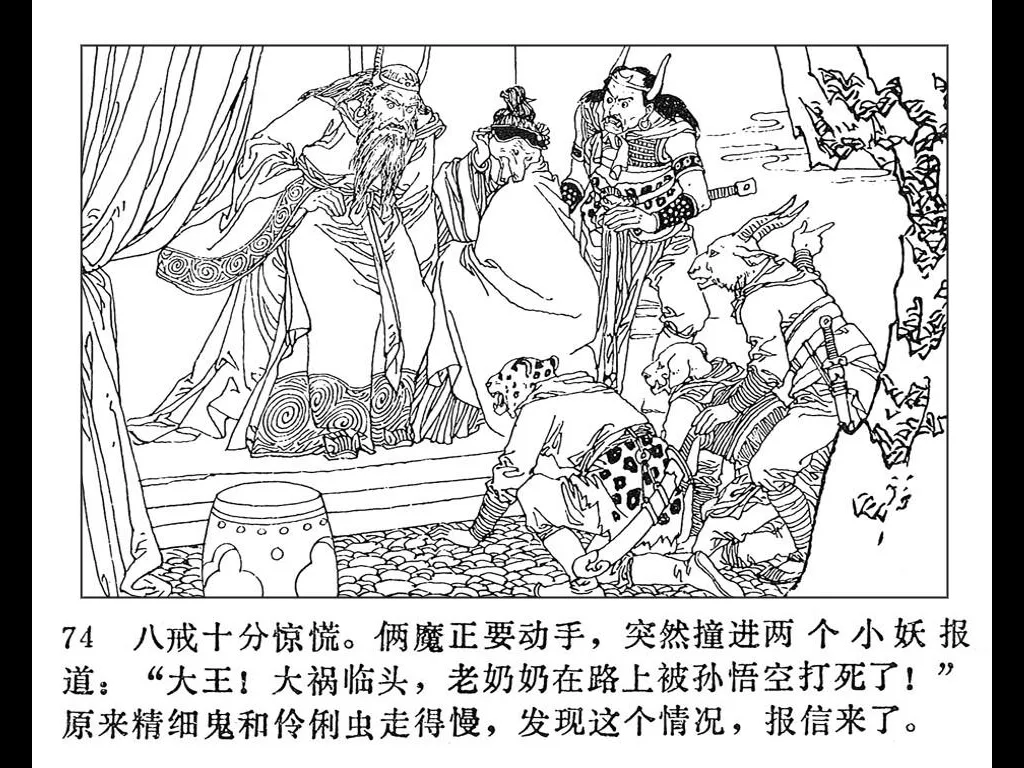 74 八戒十分惊慌。俩魔正要动手，突然撞进两个小妖报
道：“大王！大祸临头，老奶奶在路上被孙悟空打死了！”
原来精细鬼和伶俐虫走得慢，发现这个情况，报信来了。